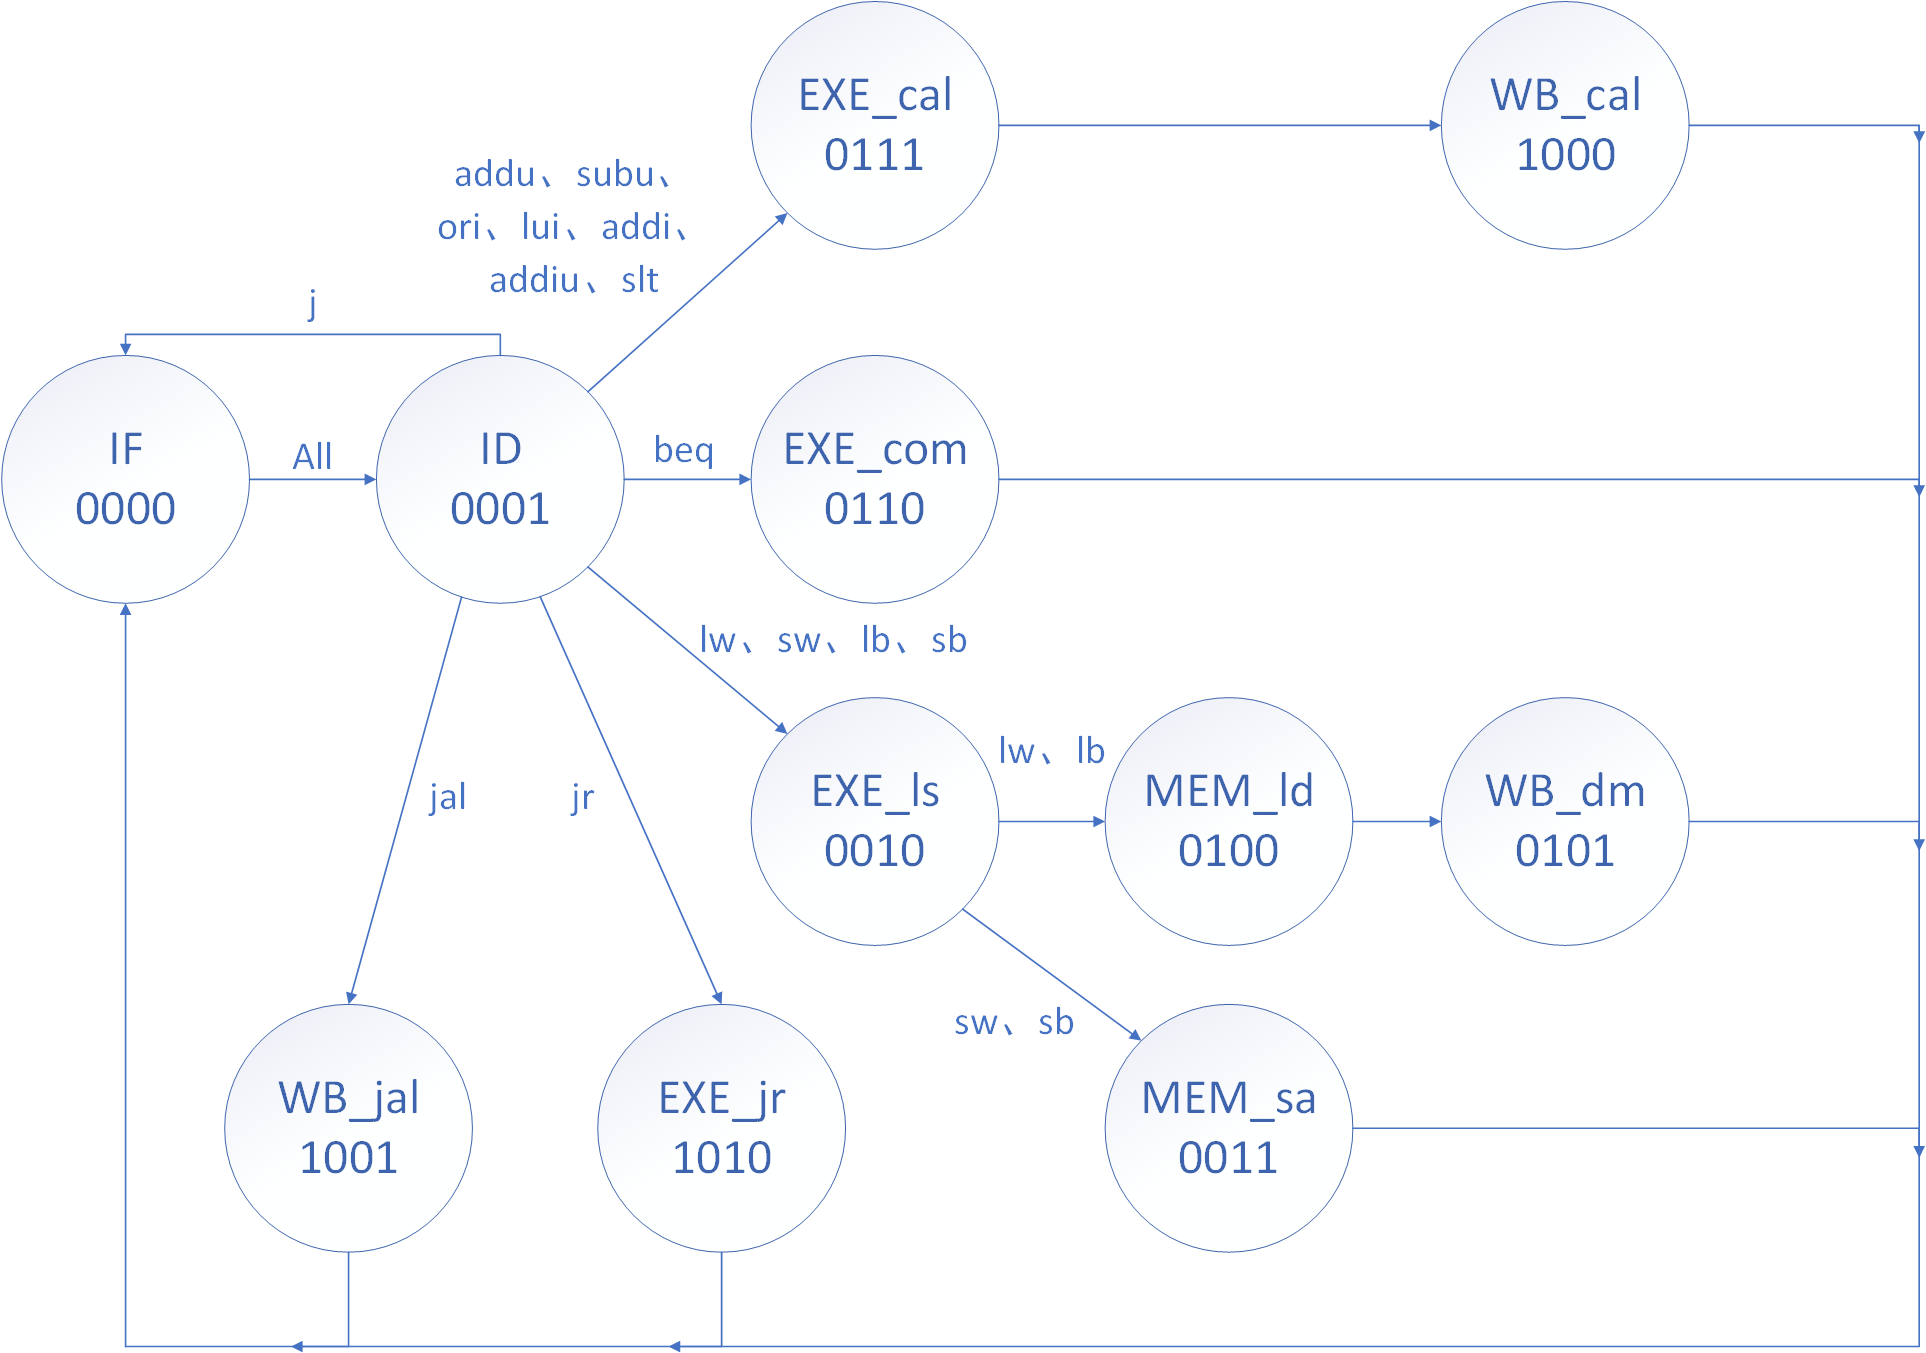 EXE_cal
0111
WB_cal
1000
addu、subu、
ori、lui、addi、
addiu、slt
j
IF
0000
All
ID
0001
beq
EXE_com
0110
lw、sw、lb、sb
jal
jr
EXE_ls
0010
lw、lb
MEM_ld
0100
WB_dm
0101
sw、sb
WB_jal
1001
EXE_jr
1010
MEM_sa
0011